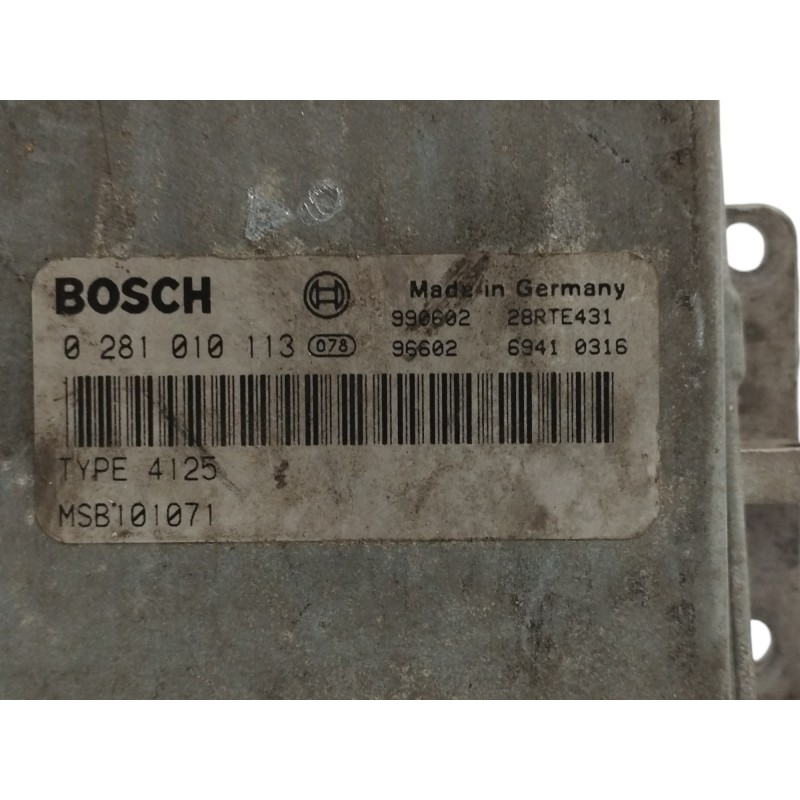 BOSCH
Made in Germany
990602 28RTE431
0 281 010 113 078 96602 6941 0316
TYPE 4125
MSB101071